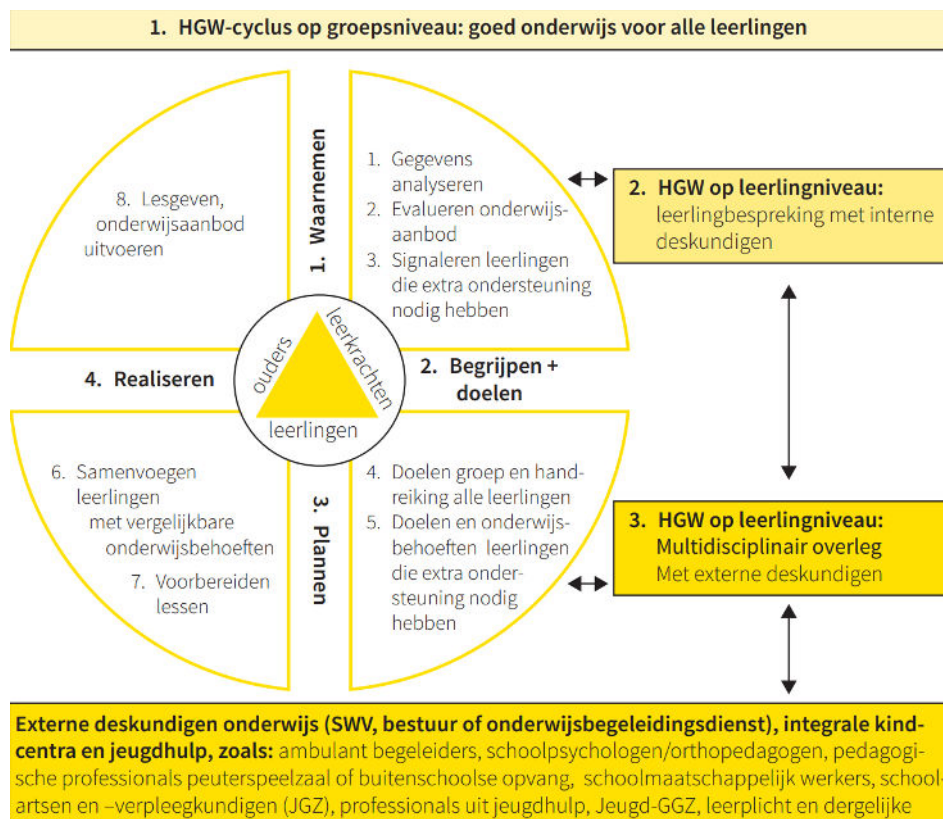 1. HGW-cyclus op groepsniveau: goed onderwijs voor alle leerlingen
8. Lesgeven,
onderwijsaanbod
uitvoeren
1. Waarnemen
1. Gegevens
analyseren
2. Evalueren onderwijs-
aanbod
3. Signaleren leerlingen
die extra ondersteuning
nodig hebben
2. HGW op leerlingniveau:
leerlingbespreking met interne
deskundigen
4. Realiseren
ouders
leerkrachten
leerlingen
2. Begrijpen +
doelen
6. Samenvoegen
leerlingen
met vergelijkbare
onderwijsbehoeften
7. Voorbereiden
lessen
3. Plannen
4. Doelen groep en hand-
reiking alle leerlingen
5. Doelen en onderwijs-
behoeften leerlingen
die extra onder-
steuning nodig
hebben
3. HGW op leerlingniveau:
Multidisciplinair overleg
Met externe deskundigen
Externe deskundigen onderwijs (SWV, bestuur of onderwijsbegeleidingsdienst), integrale kind-
centra en jeugdhulp, zoals: ambulant begeleiders, schoolpsychologen/orthopedagogen, pedagogi-
sche professionals peuterspeelzaal of buitenschoolse opvang, schoolmaatschappelijk werkers, school-
artsen en –verpleegkundigen (JGZ), professionals uit jeugdhulp, Jeugd-GGZ, leerplicht en dergelijke